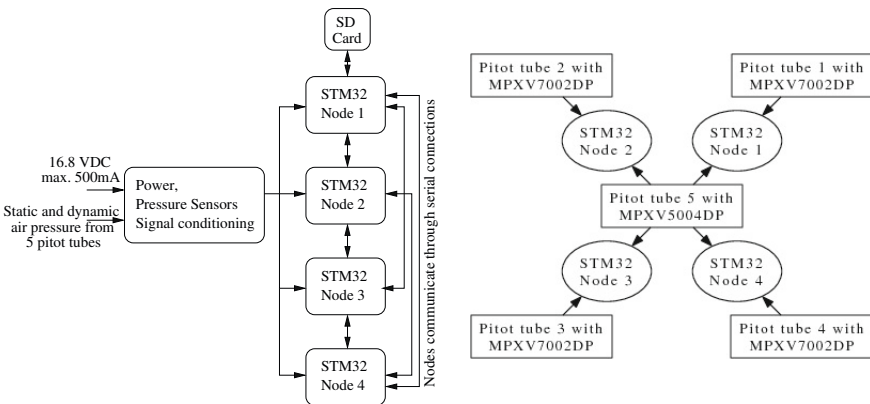 SD
Card
STM32
Node 1
16.8 VDC
max. 500mA
Static and dynamic
air pressure from
5 pitot tubes
Power,
Pressure Sensors
Signal conditioning
STM32
Node 2
STM32
Node 3
STM32
Node 4
Nodes communicate through serial connections
Pitot tube 2 with
MPXV7002DP
Pitot tube 1 with
MPXV7002DP
STM32
Node 2
STM32
Node 1
Pitot tube 5 with
MPXV5004DP
STM32
Node 3
STM32
Node 4
Pitot tube 3 with
MPXV7002DP
Pitot tube 4 with
MPXV7002DP